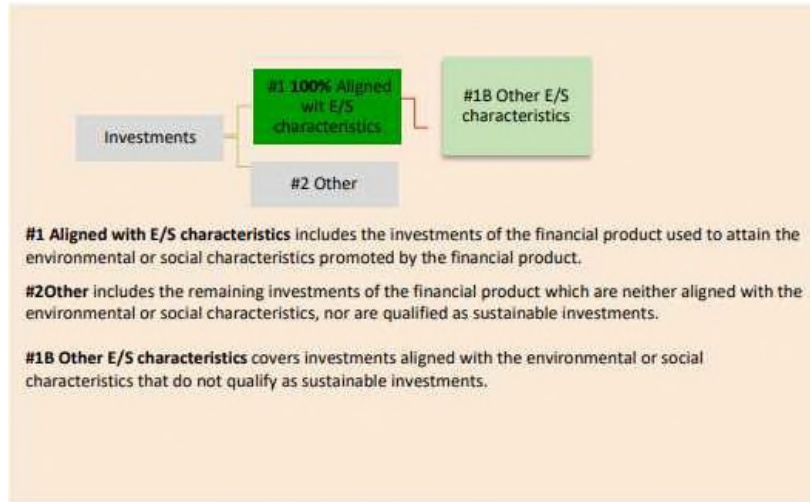 #1 100% Aligned
wit E/S
characteristics
#1B Other E/S
characteristics
Investments
#2 Other
#1 Aligned with E/S characteristics includes the investments of the financial product used to attain the
environmental or social characteristics promoted by the financial product.
#2Other includes the remaining investments of the financial product which are neither aligned with the
environmental or social characteristics, nor are qualified as sustainable investments.
#1B Other E/S characteristics covers investments aligned with the environmental or social
characteristics that do not qualify as sustainable investments.